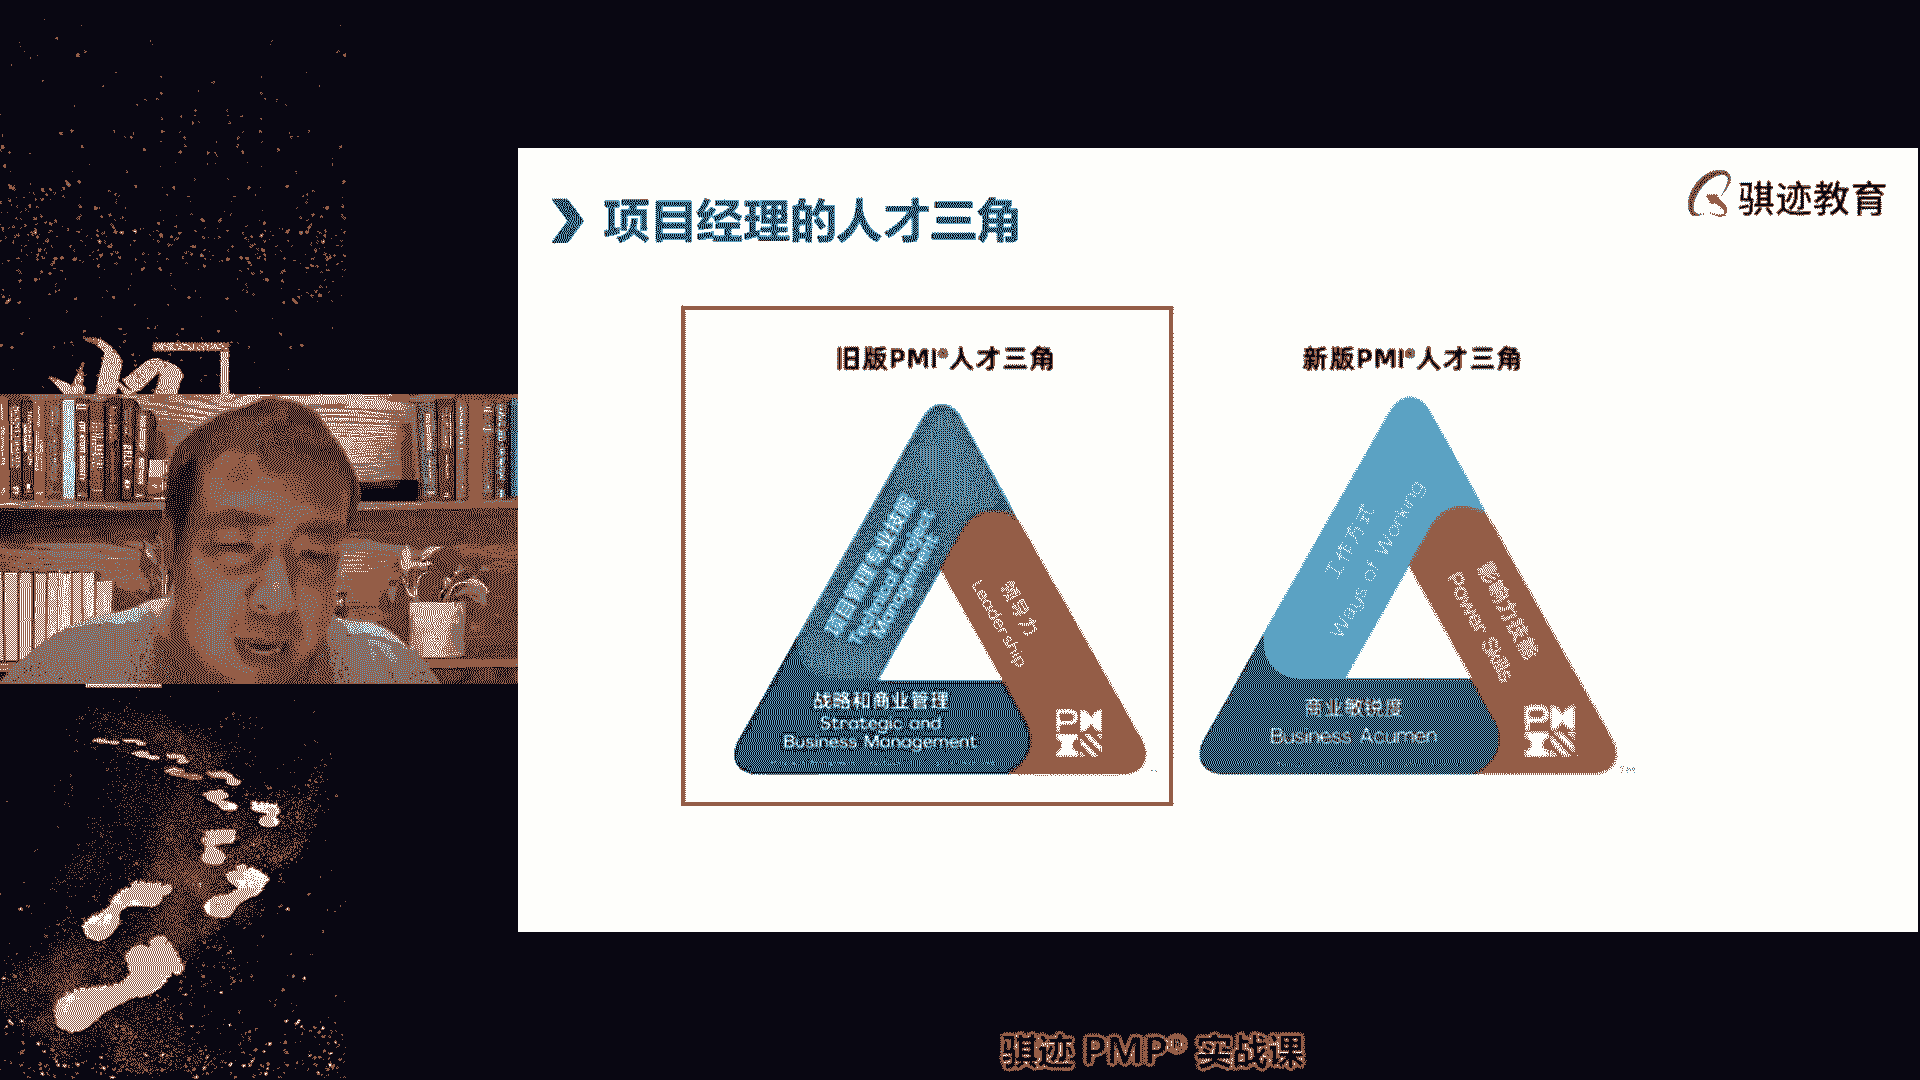 项目经理的人才三角
骐迹教育
旧版PMI®人才三角
项目管理专业技能
Technical Project
Management
领导力
Leadership
战略和商业管理
Strategic and
Business Management
PMI
新版PMI®人才三角
工作方式
Ways of Working
影响力技能
Power Skills
商业敏锐度
Business Acumen
PMI
TM
骐迹 PMP® 实战课